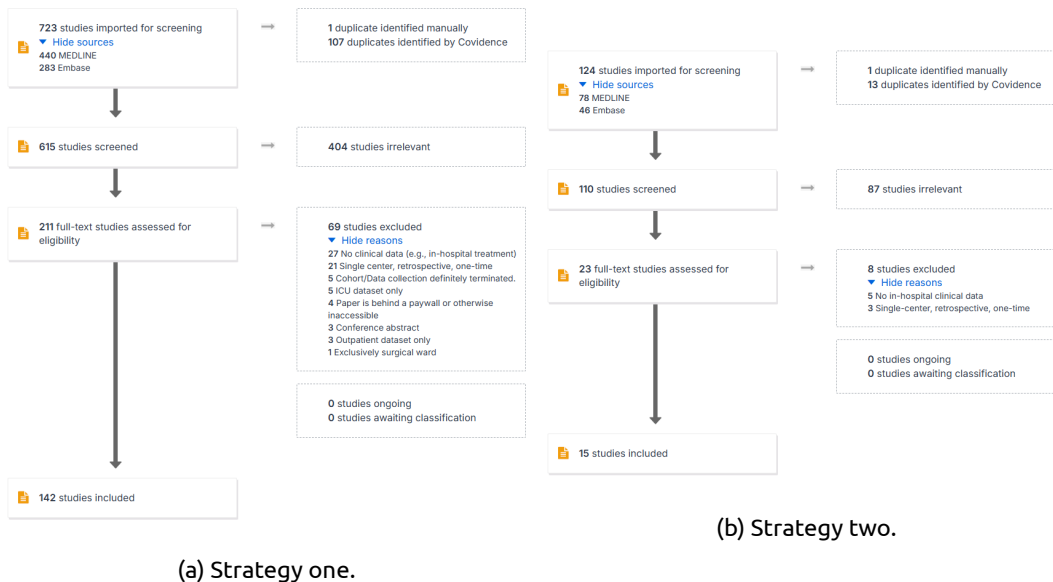 723 studies imported for screening
Hide sources
440 MEDLINE
283 Embase
1 duplicate identified manually
107 duplicates identified by Covidence
615 studies screened
404 studies irrelevant
211 full-text studies assessed for
eligibility
69 studies excluded
Hide reasons
27 No clinical data (e.g., in-hospital treatment)
21 Single center, retrospective, one-time
5 Cohort/Data collection definitely terminated.
5 ICU dataset only
4 Paper is behind a paywall or otherwise
inaccessible
3 Conference abstract
3 Outpatient dataset only
1 Exclusively surgical ward
0 studies ongoing
0 studies awaiting classification
142 studies included
(a) Strategy one.
124 studies imported for screening
Hide sources
78 MEDLINE
46 Embase
1 duplicate identified manually
13 duplicates identified by Covidence
110 studies screened
87 studies irrelevant
23 full-text studies assessed for
eligibility
8 studies excluded
Hide reasons
5 No in-hospital clinical data
3 Single-center, retrospective, one-time
0 studies ongoing
0 studies awaiting classification
15 studies included
(b) Strategy two.